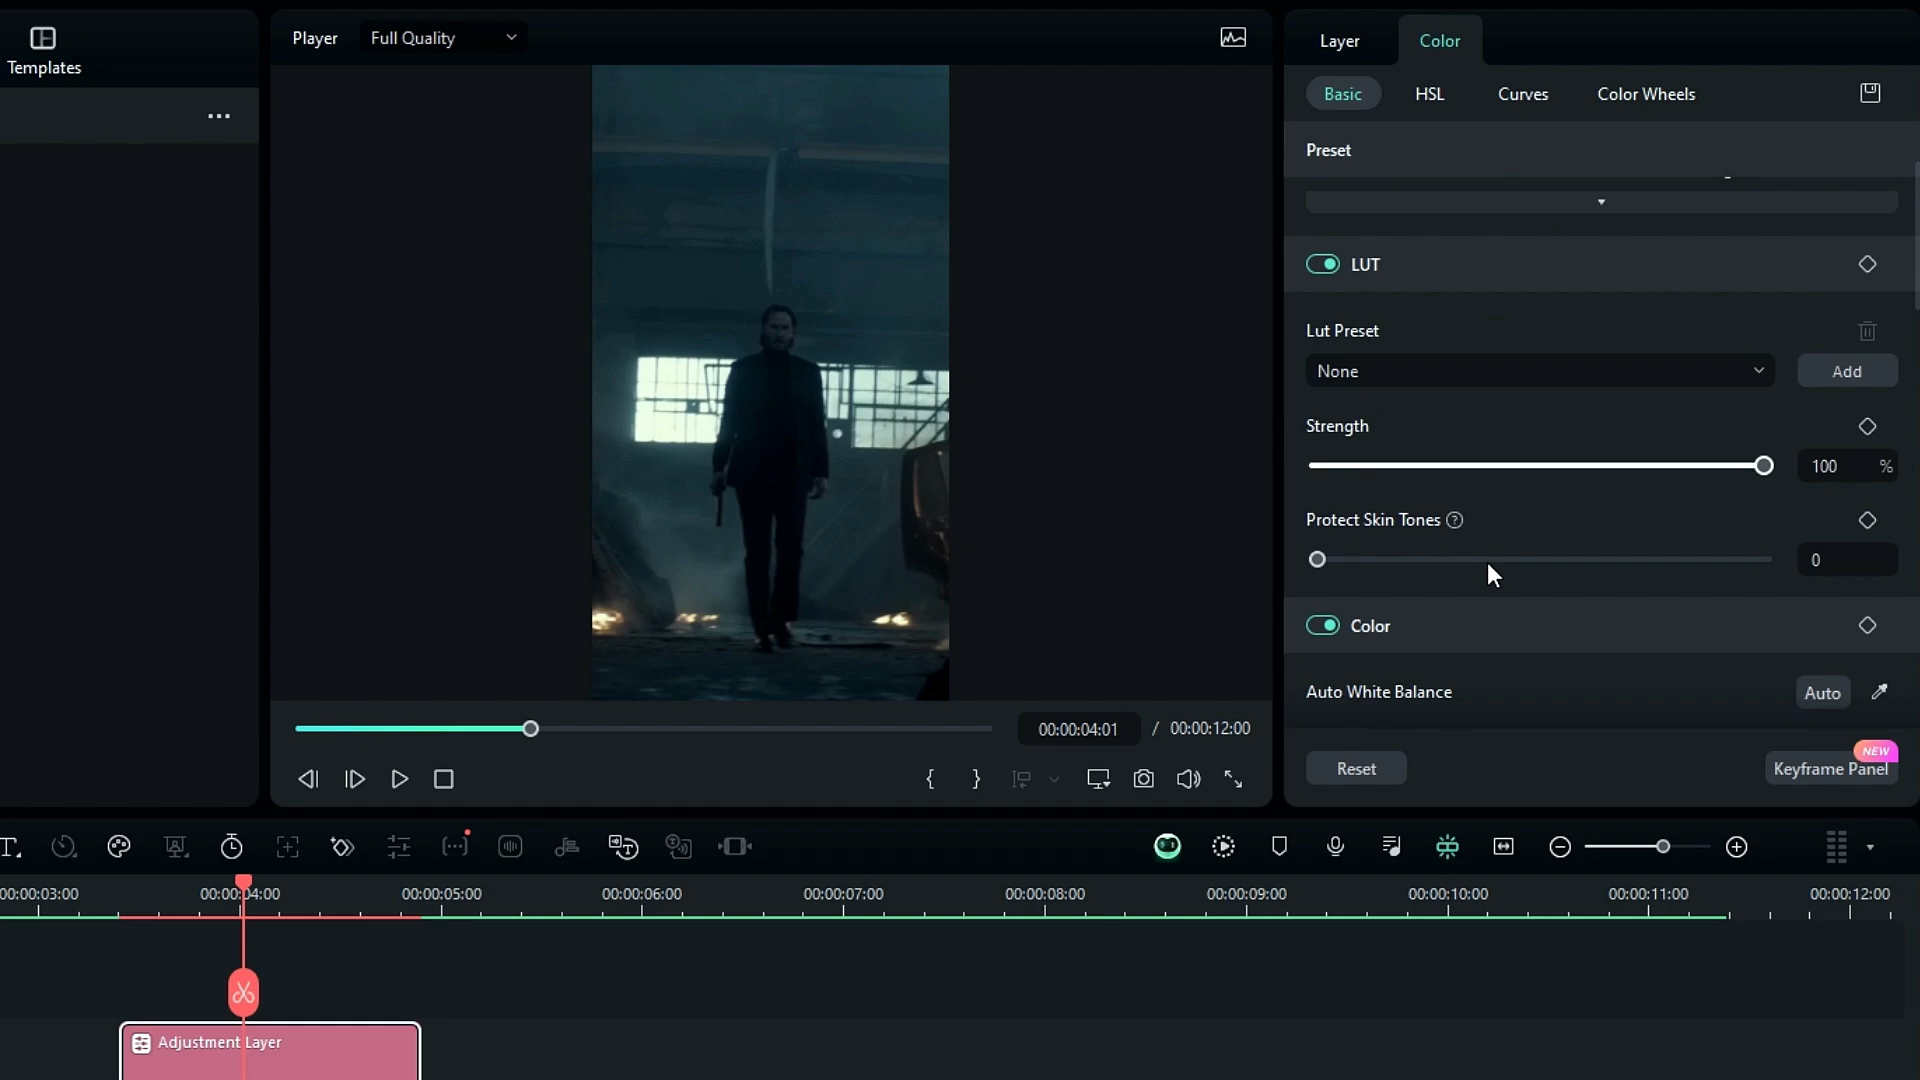 Templates
Player
Full Quality
Layer
Color
Basic
HSL
Curves
Color Wheels
Preset
LUT
Lut Preset
None
Add
Strength
100 %
Protect Skin Tones ?
0
Color
Auto White Balance
Auto
00:00:04:01 / 00:00:12:00
Reset
NEW
Keyframe Panel
00:00:03:00
00:00:04:00
00:00:05:00
00:00:06:00
00:00:07:00
00:00:08:00
00:00:09:00
00:00:10:00
00:00:11:00
00:00:12:00
Adjustment Layer